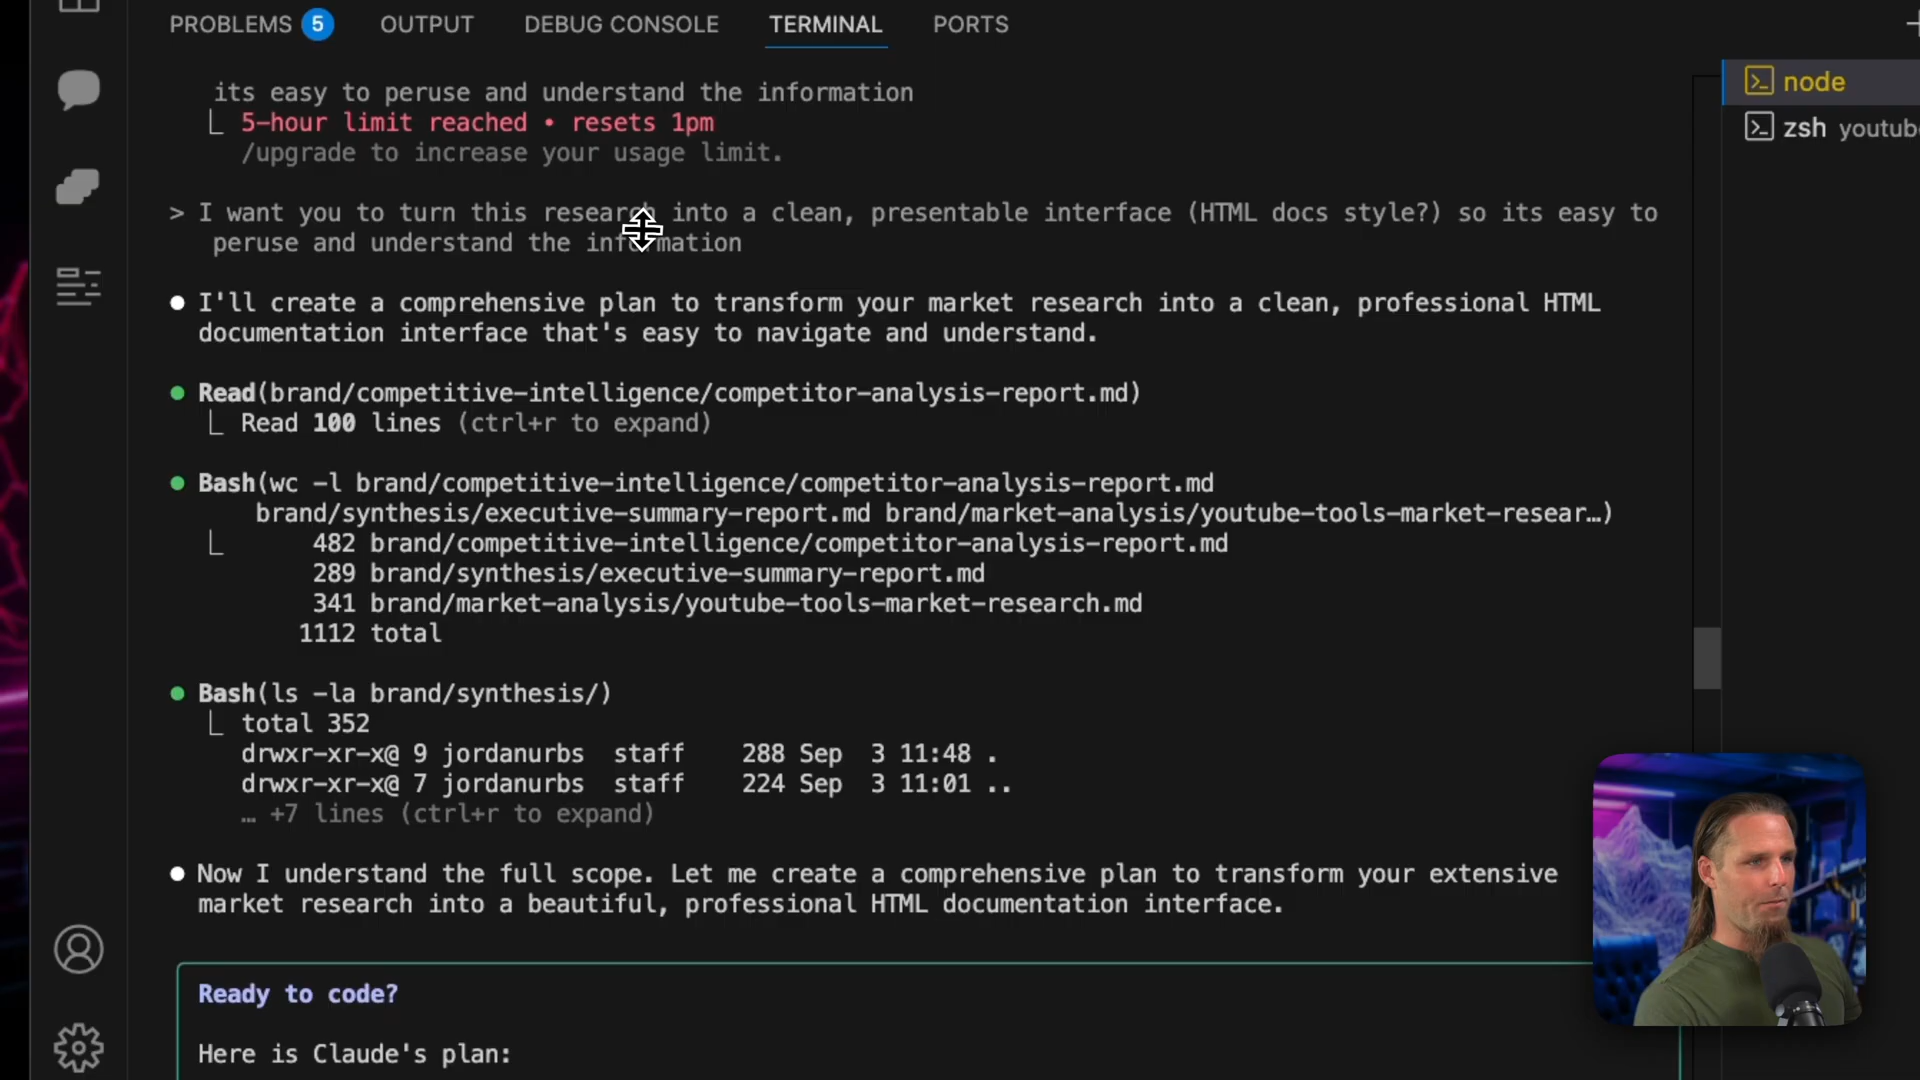 PROBLEMS 5 OUTPUT DEBUG CONSOLE TERMINAL PORTS
its easy to peruse and understand the information
5-hour limit reached • resets 1pm
/upgrade to increase your usage limit.
> I want you to turn this research into a clean, presentable interface (HTML docs style?) so its easy to
peruse and understand the information
● I'll create a comprehensive plan to transform your market research into a clean, professional HTML
documentation interface that's easy to navigate and understand.
● Read(brand/competitive-intelligence/competitor-analysis-report.md)
Read 100 lines (ctrl+r to expand)
● Bash(wc -l brand/competitive-intelligence/competitor-analysis-report.md
brand/synthesis/executive-summary-report.md brand/market-analysis/youtube-tools-market-resear…)
482 brand/competitive-intelligence/competitor-analysis-report.md
289 brand/synthesis/executive-summary-report.md
341 brand/market-analysis/youtube-tools-market-research.md
1112 total
● Bash(ls -la brand/synthesis/)
total 352
drwxr-xr-x@ 9 jordanurbs staff 288 Sep 3 11:48 .
drwxr-xr-x@ 7 jordanurbs staff 224 Sep 3 11:01 ..
… +7 lines (ctrl+r to expand)
● Now I understand the full scope. Let me create a comprehensive plan to transform your extensive
market research into a beautiful, professional HTML documentation interface.
Ready to code?
Here is Claude's plan:
node
zsh youtub